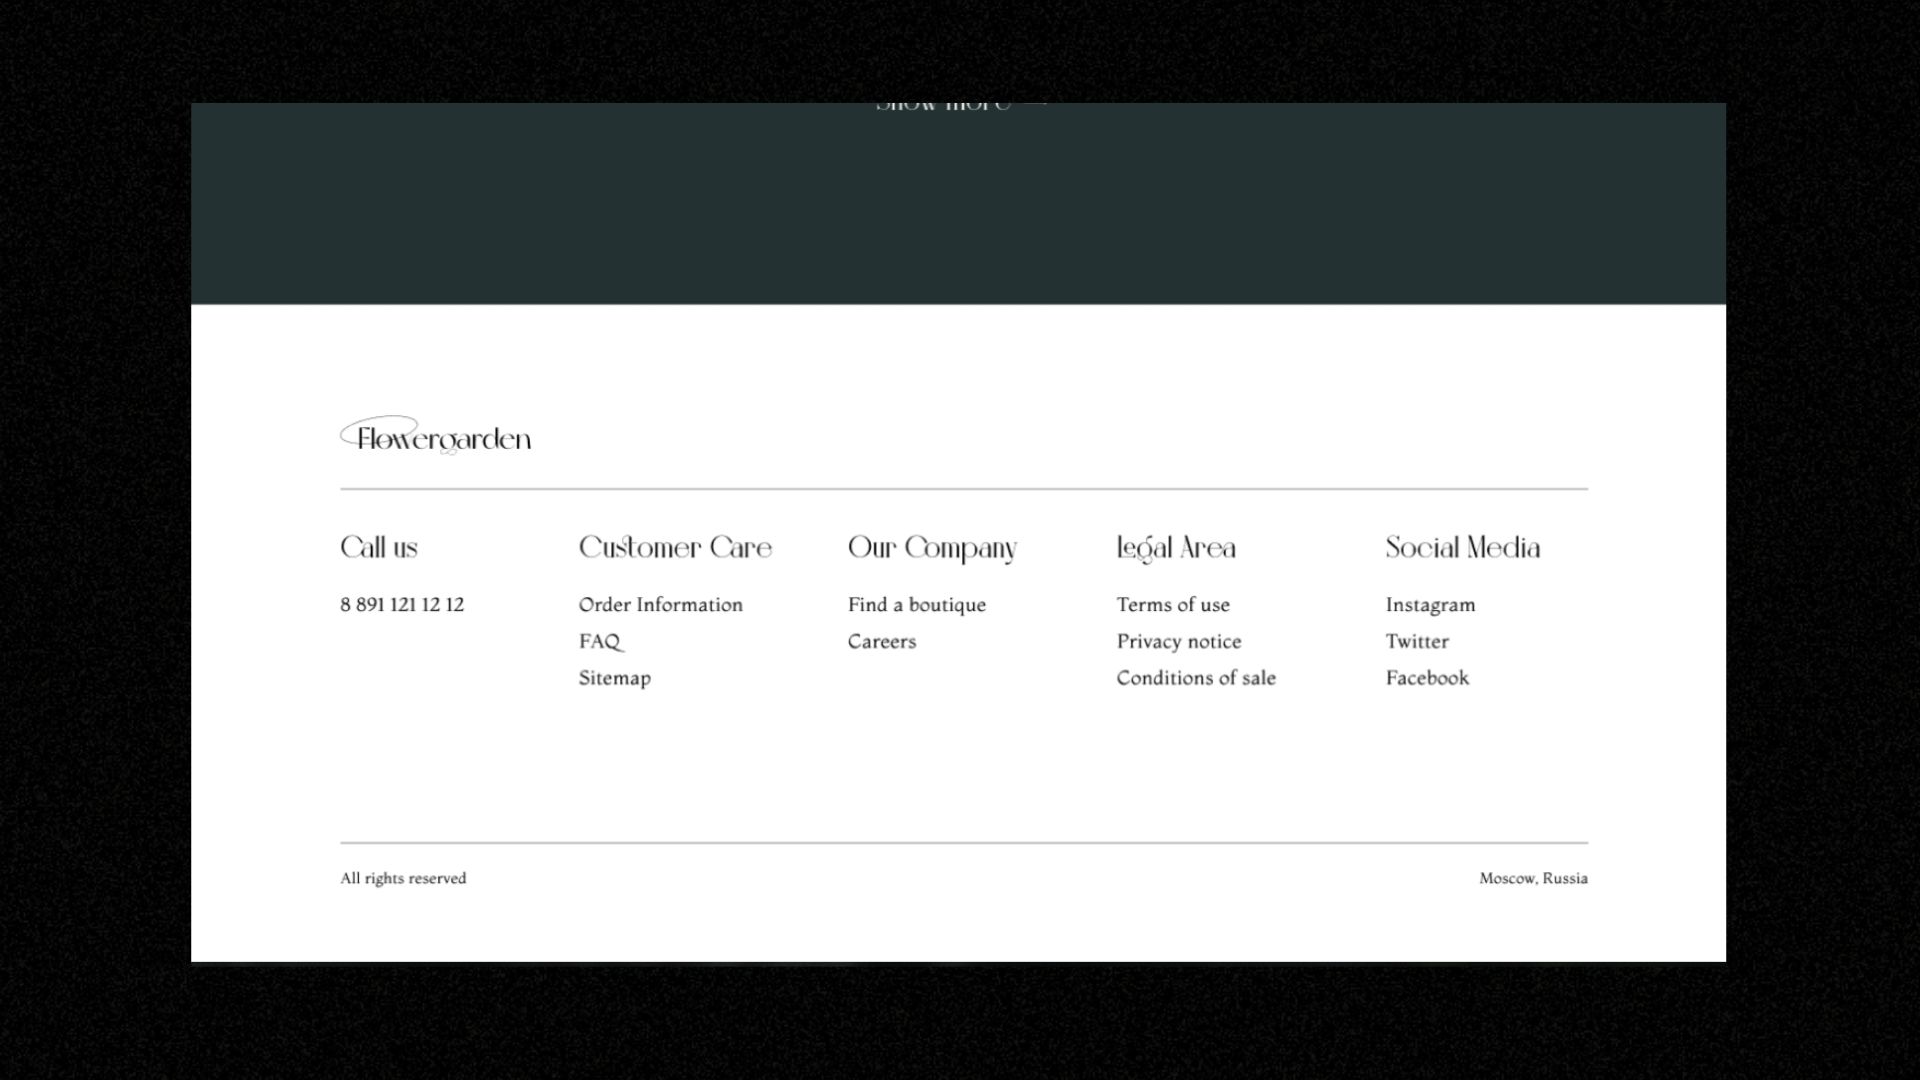 Show more
Flowergarden
Call us
8 891 121 12 12
Customer Care
Order Information
FAQ
Sitemap
Our Company
Find a boutique
Careers
Legal Area
Terms of use
Privacy notice
Conditions of sale
Social Media
Instagram
Twitter
Facebook
All rights reserved
Moscow, Russia